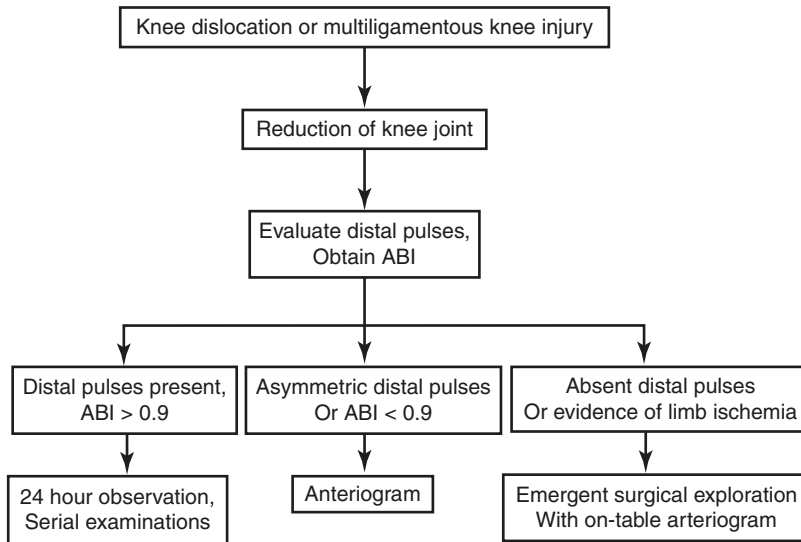 Knee dislocation or multiligamentous knee injury
Reduction of knee joint
Evaluate distal pulses,
Obtain ABI
Distal pulses present,
ABI > 0.9
Asymmetric distal pulses
Or ABI < 0.9
Absent distal pulses
Or evidence of limb ischemia
24 hour observation,
Serial examinations
Anteriogram
Emergent surgical exploration
With on-table arteriogram